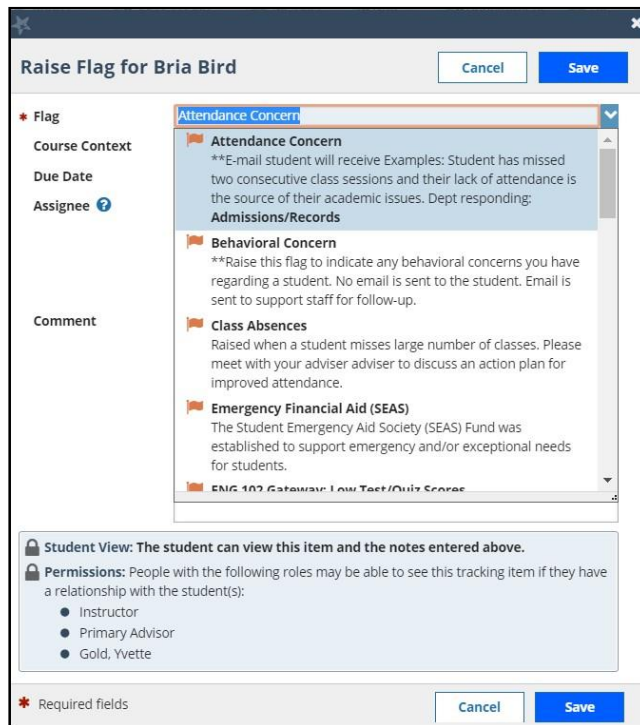 Raise Flag for Bria Bird
Cancel
Save
* Flag
Attendance Concern
Course Context
Due Date
Assignee ?
Comment
Attendance Concern
**E-mail student will receive Examples: Student has missed
two consecutive class sessions and their lack of attendance is
the source of their academic issues. Dept responding:
Admissions/Records
Behavioral Concern
**Raise this flag to indicate any behavioral concerns you have
regarding a student. No email is sent to the student. Email is
sent to support staff for follow-up.
Class Absences
Raised when a student misses large number of classes. Please
meet with your adviser adviser to discuss an action plan for
improved attendance.
Emergency Financial Aid (SEAS)
The Student Emergency Aid Society (SEAS) Fund was
established to support emergency and/or exceptional needs
for students.
ENG 102 Gateway: Low Test/Quiz Scores
Student View: The student can view this item and the notes entered above.
Permissions: People with the following roles may be able to see this tracking item if they have
a relationship with the student(s):
● Instructor
● Primary Advisor
● Gold, Yvette
* Required fields
Cancel
Save